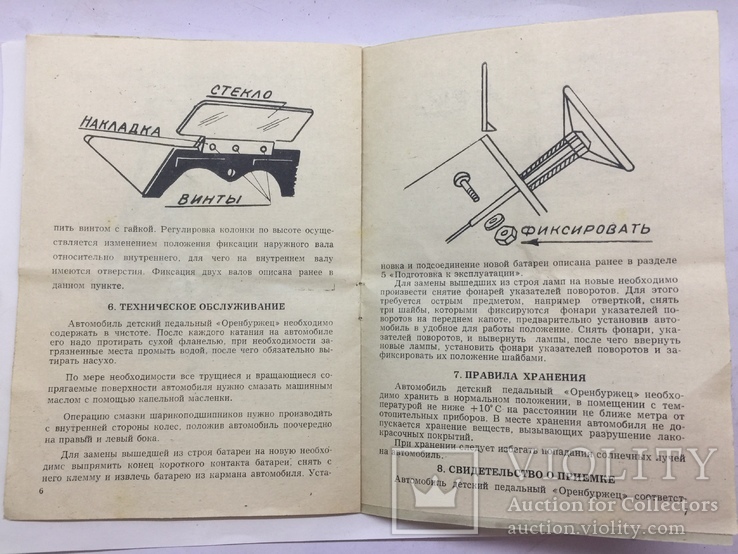 СТЕКЛО
НАКЛАДКА
ВИНТЫ
пить винтом с гайкой. Регулировка колонки по высоте осуще-
ствляется изменением положения фиксации наружного вала
относительно внутреннего, для чего на внутреннем валу
имеются отверстия. Фиксация двух валов описана ранее в
данном пункте.
6. ТЕХНИЧЕСКОЕ ОБСЛУЖИВАНИЕ
Автомобиль детский педальный «Оренбуржец» необходимо
содержать в чистоте. После каждого катания на автомобиле
его надо протирать сухой фланелью, при необходимости за-
грязненные места промыть водой, после чего обязательно вы-
тирать насухо.
По мере необходимости все трущиеся и вращающиеся со-
прягаемые поверхности автомобиля нужно смазать машинным
маслом с помощью капельной масленки.
Операцию смазки шарикоподшипников нужно производить
с внутренней стороны колес, положив автомобиль поочередно
на правый и левый бока.
Для замены вышедшей из строя батареи на новую необхо-
димо выпрямить конец короткого контакта батареи, снять с
него клемму и извлечь батарею из кармана автомобиля. Уста-
6
ФИКСИРОВАТЬ
новка и подсоединение новой батареи описана ранее в разделе
5 «Подготовка к эксплуатации».
Для замены вышедших из строя ламп на новые необходимо
произвести снятие фонарей указателей поворотов. Для этого
требуется острым предметом, например отверткой, снять
три шайбы, которыми фиксируются фонари указателей по-
воротов на переднем капоте, предварительно установив авто-
мобиль в удобное для работы положение. Снять фонари, ука-
зателей поворотов, и вывернуть лампы, после чего ввернуть
новые лампы, установить фонари указателей поворотов и за-
фиксировать их положение шайбами.
7. ПРАВИЛА ХРАНЕНИЯ
Автомобиль детский педальный «Оренбуржец» необхо-
димо хранить в нормальном положении, в помещении с тем-
пературой не ниже +10°С на расстоянии не ближе метра от
отопительных приборов. В месте хранения автомобиля не до-
пускается хранение веществ, вызывающих разрушение лако-
красочных покрытий.
При хранении следует избегать попадания солнечных лучей
на автомобиль.
8. СВИДЕТЕЛЬСТВО О ПРИЕМКЕ
Автомобиль детский педальный «Оренбуржец» соответст-
VIOLITY
Auction for Collectors
auction.violity.com